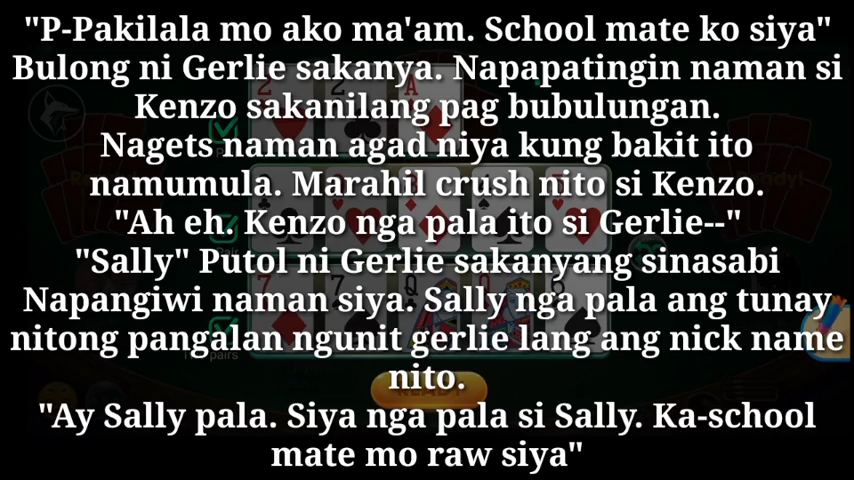 "P-Pakilala mo ako ma'am. School mate ko siya"
Bulong ni Gerlie sakanya. Napapatingin naman si
Kenzo sakanilang pag bubulungan.
Nagets naman agad niya kung bakit ito
namumula. Marahil crush nito si Kenzo.
"Ah eh. Kenzo nga pala ito si Gerlie--"
"Sally" Putol ni Gerlie sakanyang sinasabi
Napangiwi naman siya. Sally nga pala ang tunay
nitong pangalan ngunit gerlie lang ang nick name
nito.
"Ay Sally pala. Siya nga pala si Sally. Ka-school
mate mo raw siya"